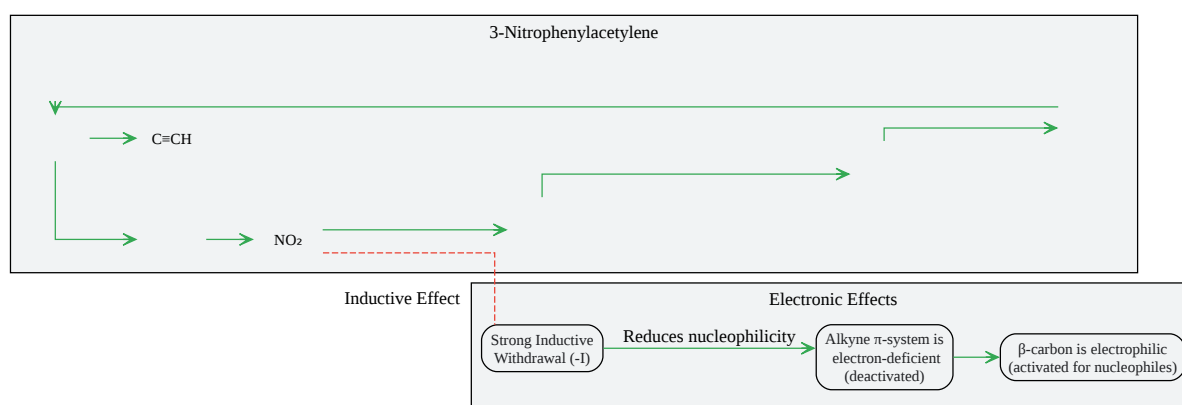 3-Nitrophenylacetylene
C≡CH
NO₂
Inductive Effect
Electronic Effects
Strong Inductive
Withdrawal (-I)
Reduces nucleophilicity
Alkyne π-system is
electron-deficient
(deactivated)
β-carbon is electrophilic
(activated for nucleophiles)